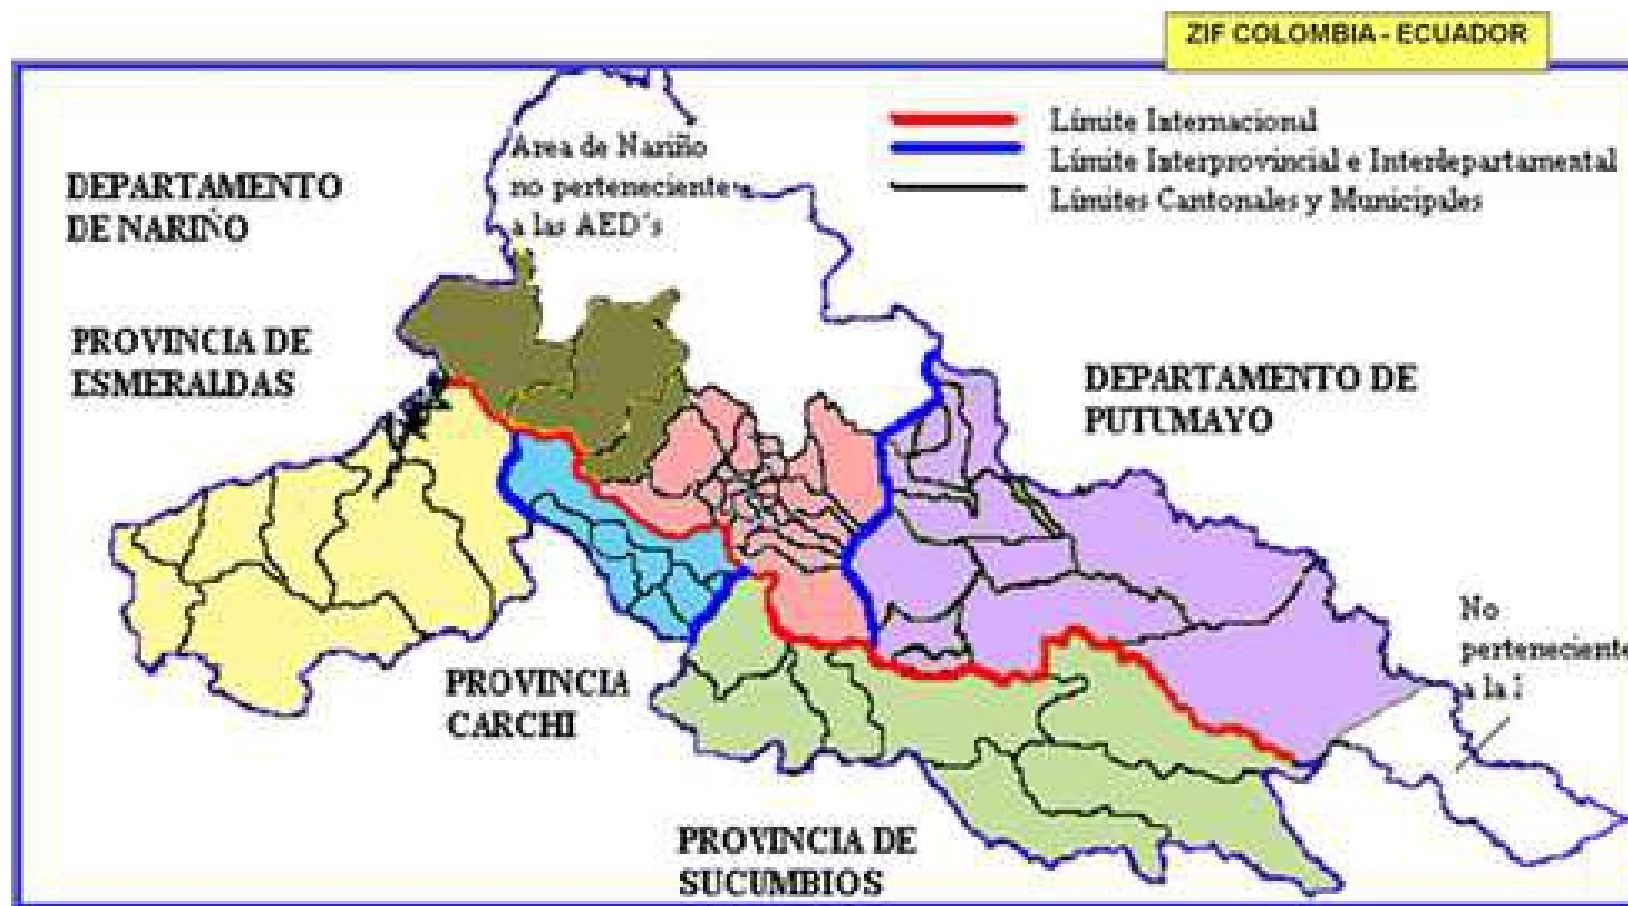 ZIF COLOMBIA - ECUADOR
Límite Internacional
Límite Interprovincial e Interdepartamental
Límites Cantonales y Municipales
Area de Nariño
no perteneciente
a las AED´s
DEPARTAMENTO
DE NARIÑO
PROVINCIA DE
ESMERALDAS
DEPARTAMENTO DE
PUTUMAYO
No
perteneciente
a la
PROVINCIA
CARCHI
PROVINCIA DE
SUCUMBIOS